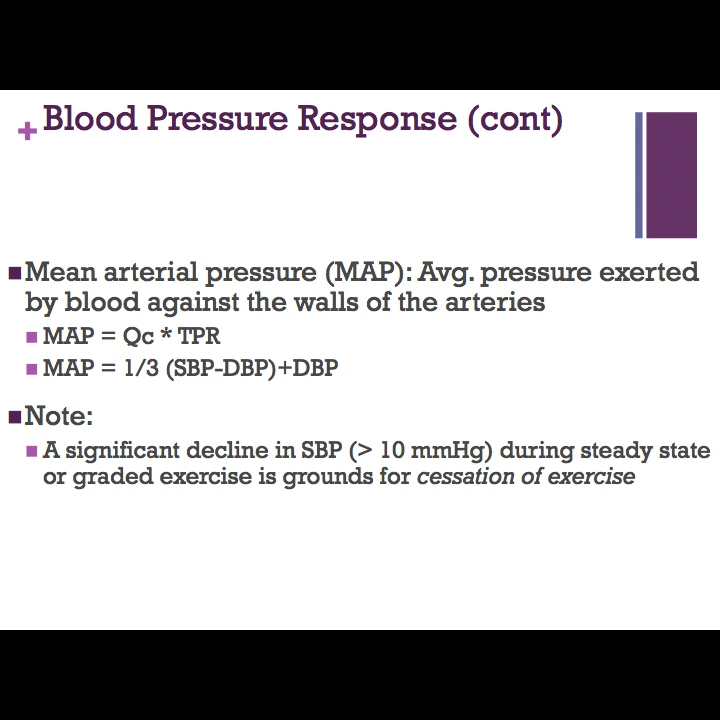 + Blood Pressure Response (cont)
Mean arterial pressure (MAP): Avg. pressure exerted
by blood against the walls of the arteries
MAP = Qc * TPR
MAP = 1/3 (SBP-DBP)+DBP
Note:
A significant decline in SBP (> 10 mmHg) during steady state
or graded exercise is grounds for cessation of exercise